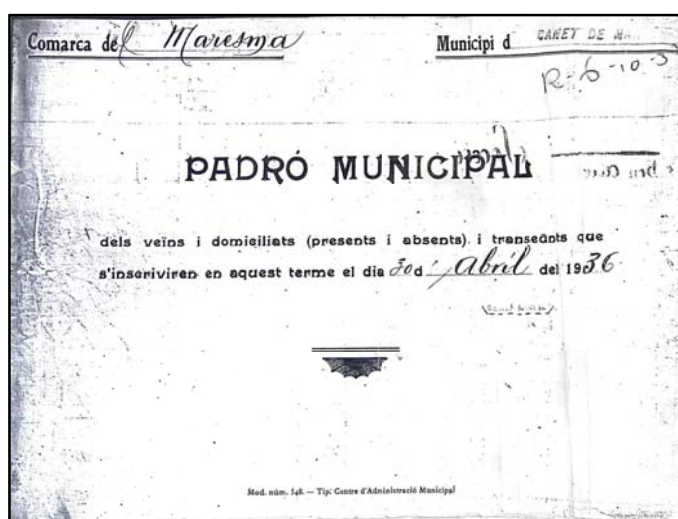 Comarca del Maresma
Municipi d CANET DE MA
R-6-10-3
PADRÓ MUNICIPAL
dels veïns i domiciliats (presents i absents) i transeünts que
s'inscriviren en aquest terme el dia 30 d' Abril del 1936
Mod. núm. 148. — Tip. Centre d'Administració Municipal